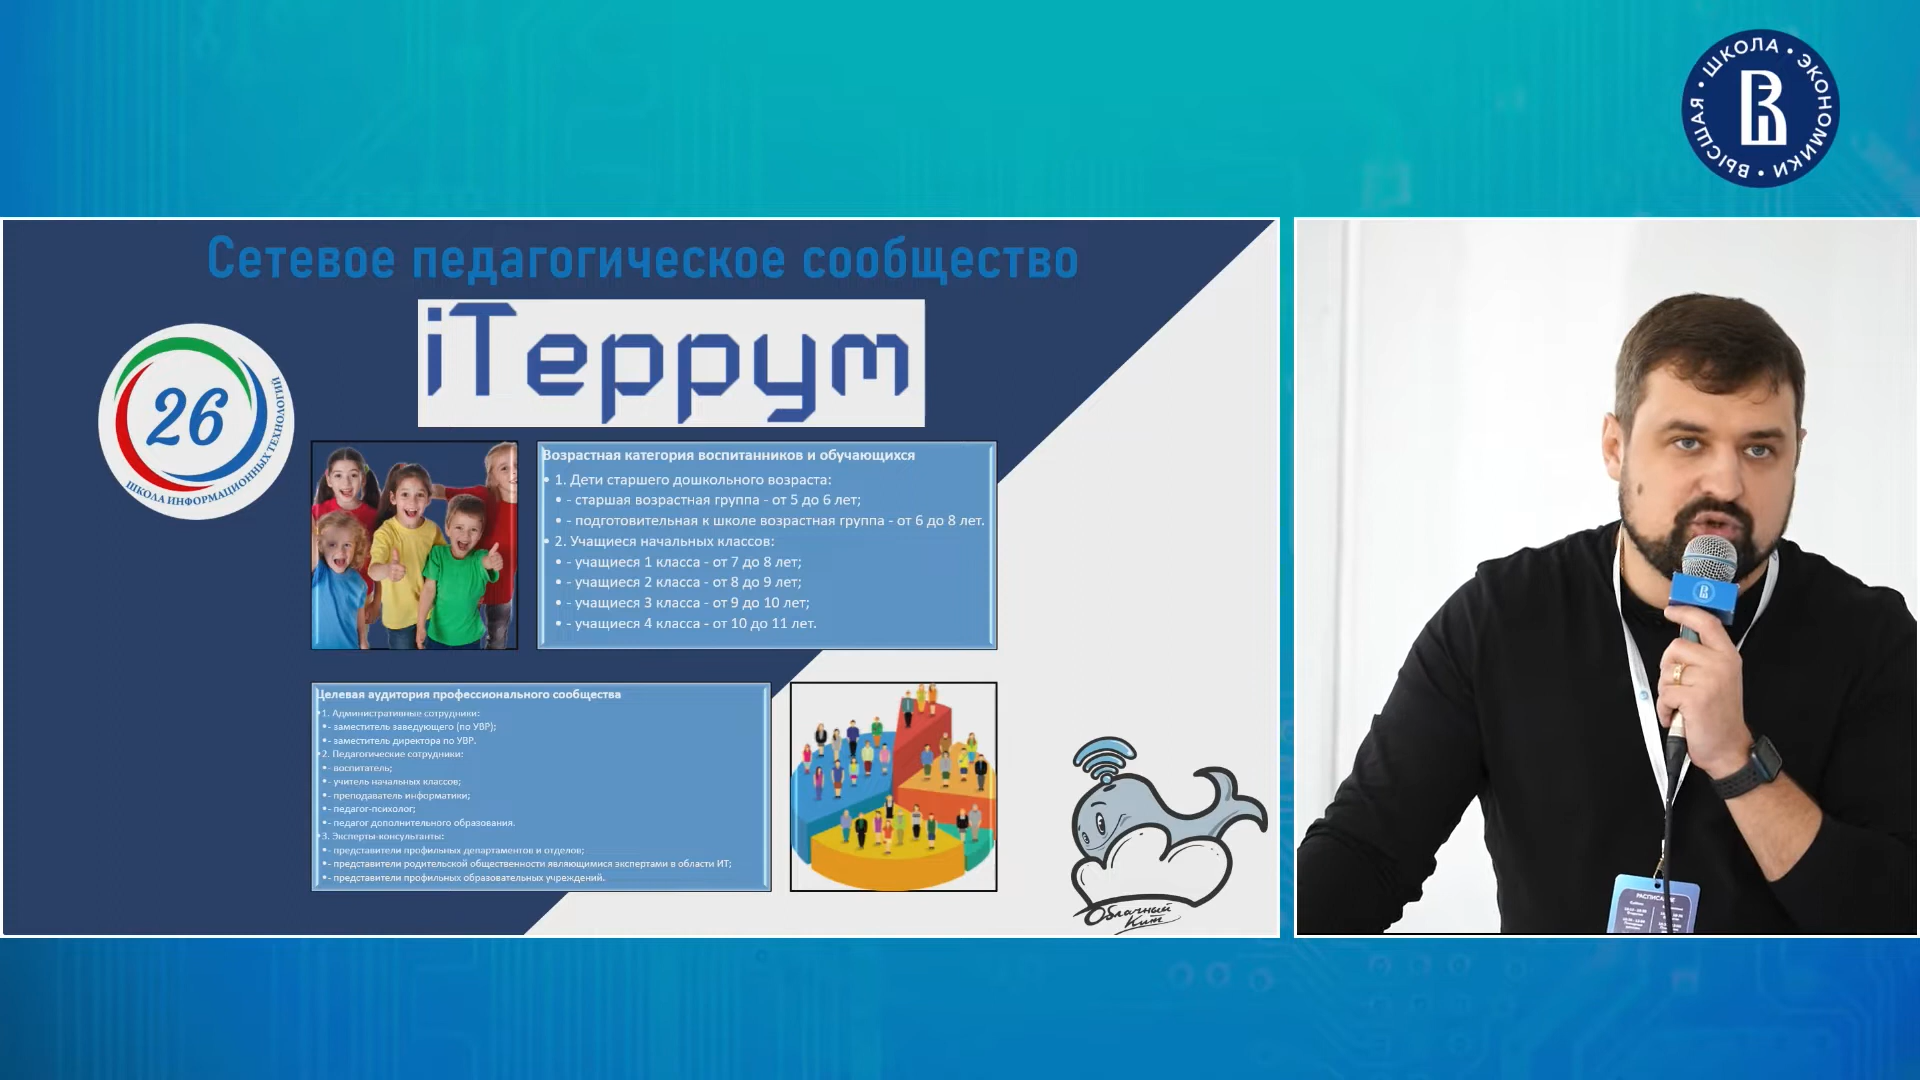 ВЫСШАЯ • ШКОЛА • ЭКОНОМИКИ •
Сетевое педагогическое сообщество
iТеррум
26
ШКОЛА ИНФОРМАЦИОННЫХ ТЕХНОЛОГИЙ
Возрастная категория воспитанников и обучающихся
• 1. Дети старшего дошкольного возраста:
• - старшая возрастная группа - от 5 до 6 лет;
• - подготовительная к школе возрастная группа - от 6 до 8 лет.
• 2. Учащиеся начальных классов:
• - учащиеся 1 класса - от 7 до 8 лет;
• - учащиеся 2 класса - от 8 до 9 лет;
• - учащиеся 3 класса - от 9 до 10 лет;
• - учащиеся 4 класса - от 10 до 11 лет.
Целевая аудитория профессионального сообщества
•1. Административные сотрудники:
•- заместитель заведующего (по УВР);
•- заместитель директора по УВР.
•2. Педагогические сотрудники:
•- воспитатель;
•- учитель начальных классов;
•- преподаватель информатики;
•- педагог-психолог;
•- педагог дополнительного образования.
•3. Эксперты-консультанты:
•- представители профильных департаментов и отделов;
•- представители родительской общественности являющимися экспертами в области ИТ;
•- представители профильных образовательных учреждений.
Облачный
Кит
РАСПИСАНИЕ